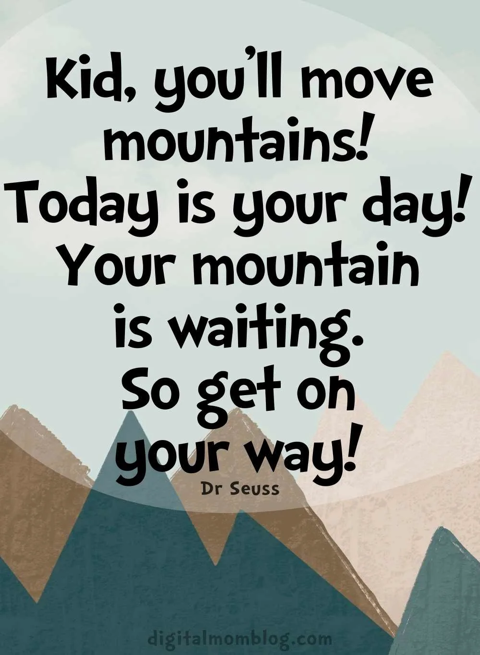 Kid, you'll move
mountains!
Today is your day!
Your mountain
is waiting.
So get on
your way!
Dr Seuss
digitalmomblog.com